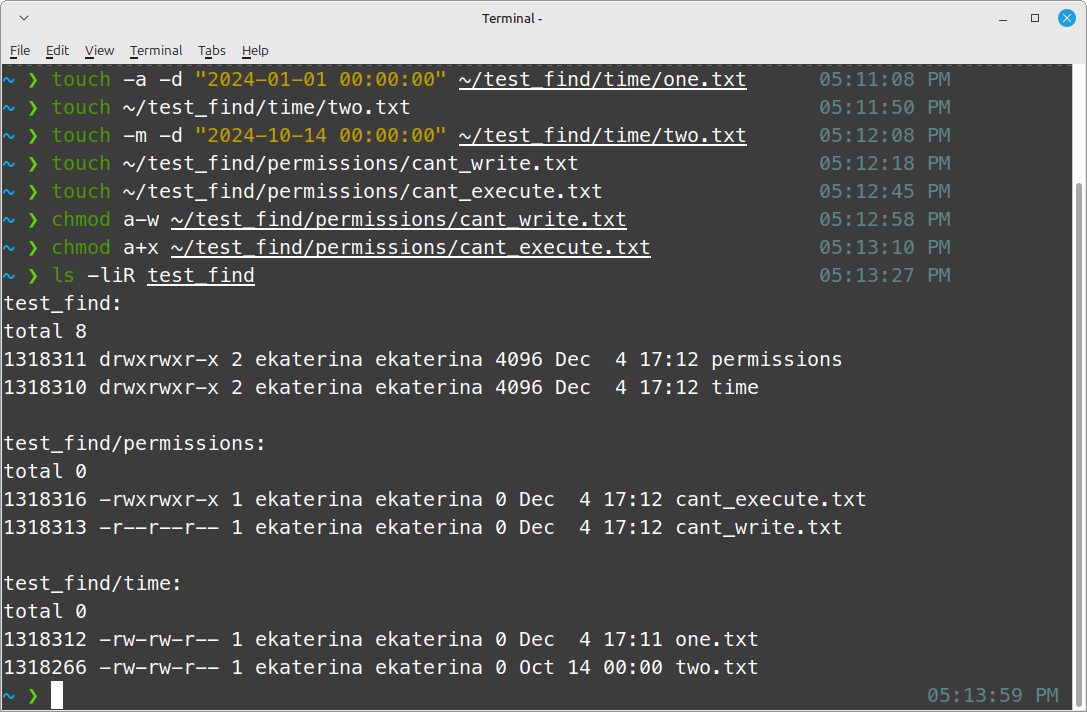 Terminal -
File Edit View Terminal Tabs Help
~ ❯ touch -a -d "2024-01-01 00:00:00" ~/test_find/time/one.txt 05:11:08 PM
~ ❯ touch ~/test_find/time/two.txt 05:11:50 PM
~ ❯ touch -m -d "2024-10-14 00:00:00" ~/test_find/time/two.txt 05:12:08 PM
~ ❯ touch ~/test_find/permissions/cant_write.txt 05:12:18 PM
~ ❯ touch ~/test_find/permissions/cant_execute.txt 05:12:45 PM
~ ❯ chmod a-w ~/test_find/permissions/cant_write.txt 05:12:58 PM
~ ❯ chmod a+x ~/test_find/permissions/cant_execute.txt 05:13:10 PM
~ ❯ ls -liR test_find 05:13:27 PM
test_find:
total 8
1318311 drwxrwxr-x 2 ekaterina ekaterina 4096 Dec  4 17:12 permissions
1318310 drwxrwxr-x 2 ekaterina ekaterina 4096 Dec  4 17:12 time

test_find/permissions:
total 0
1318316 -rwxrwxr-x 1 ekaterina ekaterina 0 Dec  4 17:12 cant_execute.txt
1318313 -r--r--r-- 1 ekaterina ekaterina 0 Dec  4 17:12 cant_write.txt

test_find/time:
total 0
1318312 -rw-rw-r-- 1 ekaterina ekaterina 0 Dec  4 17:11 one.txt
1318266 -rw-rw-r-- 1 ekaterina ekaterina 0 Oct 14 00:00 two.txt
~ ❯ 05:13:59 PM